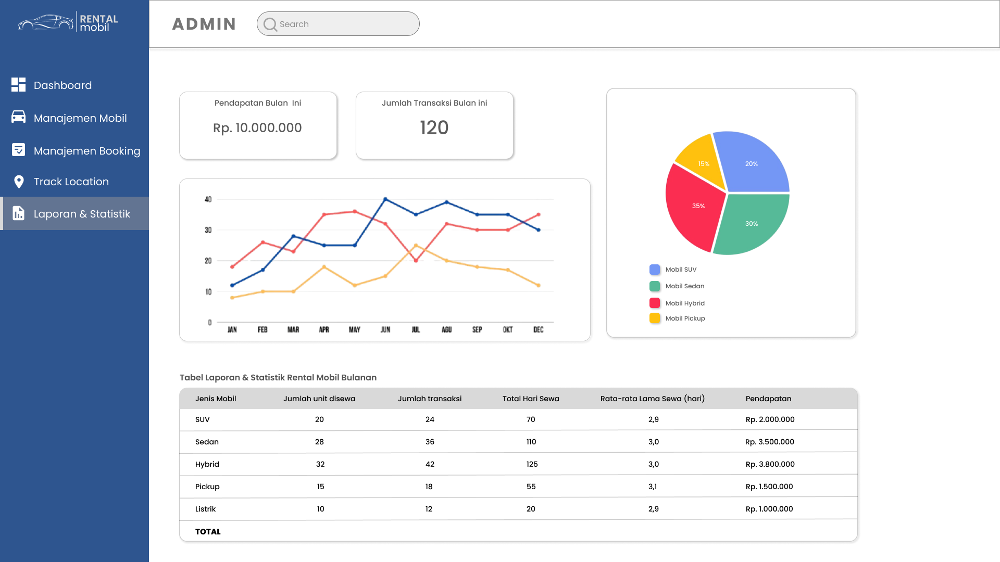 RENTAL
mobil
ADMIN
Search
Dashboard
Manajemen Mobil
Manajemen Booking
Track Location
Laporan & Statistik
Pendapatan Bulan Ini
Rp. 10.000.000
Jumlah Transaksi Bulan ini
120
40
30
20
10
0
JAN FEB MAR APR MAY JUN JUL AGU SEP OKT DEC
15% 20%
35%
30%
Mobil SUV
Mobil Sedan
Mobil Hybrid
Mobil Pickup
Tabel Laporan & Statistik Rental Mobil Bulanan
Jenis Mobil Jumlah unit disewa Jumlah transaksi Total Hari Sewa Rata-rata Lama Sewa (hari) Pendapatan
SUV 20 24 70 2,9 Rp. 2.000.000
Sedan 28 36 110 3,0 Rp. 3.500.000
Hybrid 32 42 125 3,0 Rp. 3.800.000
Pickup 15 18 55 3,1 Rp. 1.500.000
Listrik 10 12 20 2,9 Rp. 1.000.000
TOTAL